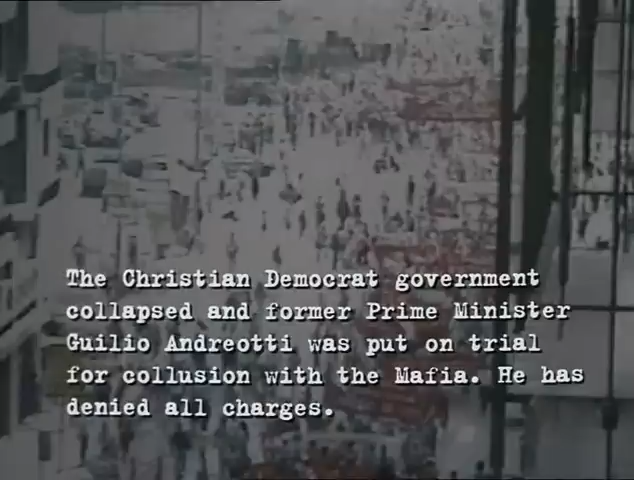 The Christian Democrat government
collapsed and former Prime Minister
Guilio Andreotti was put on trial
for collusion with the Mafia. He has
denied all charges.